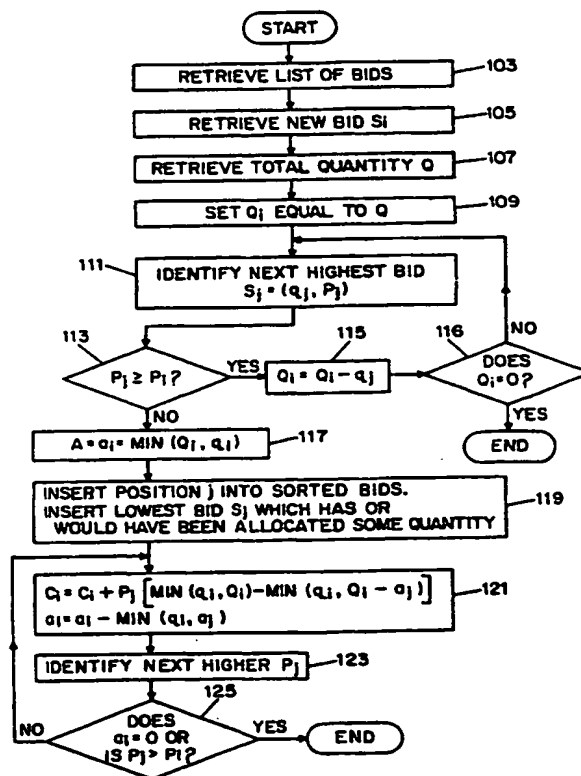 START
RETRIEVE LIST OF BIDS
103
RETRIEVE NEW BID Si
105
RETRIEVE TOTAL QUANTITY Q
107
SET Qi EQUAL TO Q
109
111
IDENTIFY NEXT HIGHEST BID
Sj = (qj, Pj)
113
Pj ≥ Pi?
YES
NO
115
Qi = Qi - qj
116
DOES
Qi=0?
NO
YES
END
A = ai = MIN (Qi, qi)
117
INSERT POSITION j INTO SORTED BIDS.
INSERT LOWEST BID Sj WHICH HAS OR
WOULD HAVE BEEN ALLOCATED SOME QUANTITY
119
Ci = Ci + Pj [MIN (qj, Qi) - MIN (qj, Qi - aj)]
ai = ai - MIN (qi, aj)
121
IDENTIFY NEXT HIGHER Pj
123
125
DOES
ai = 0 OR
IS Pj > Pi?
NO
YES
END